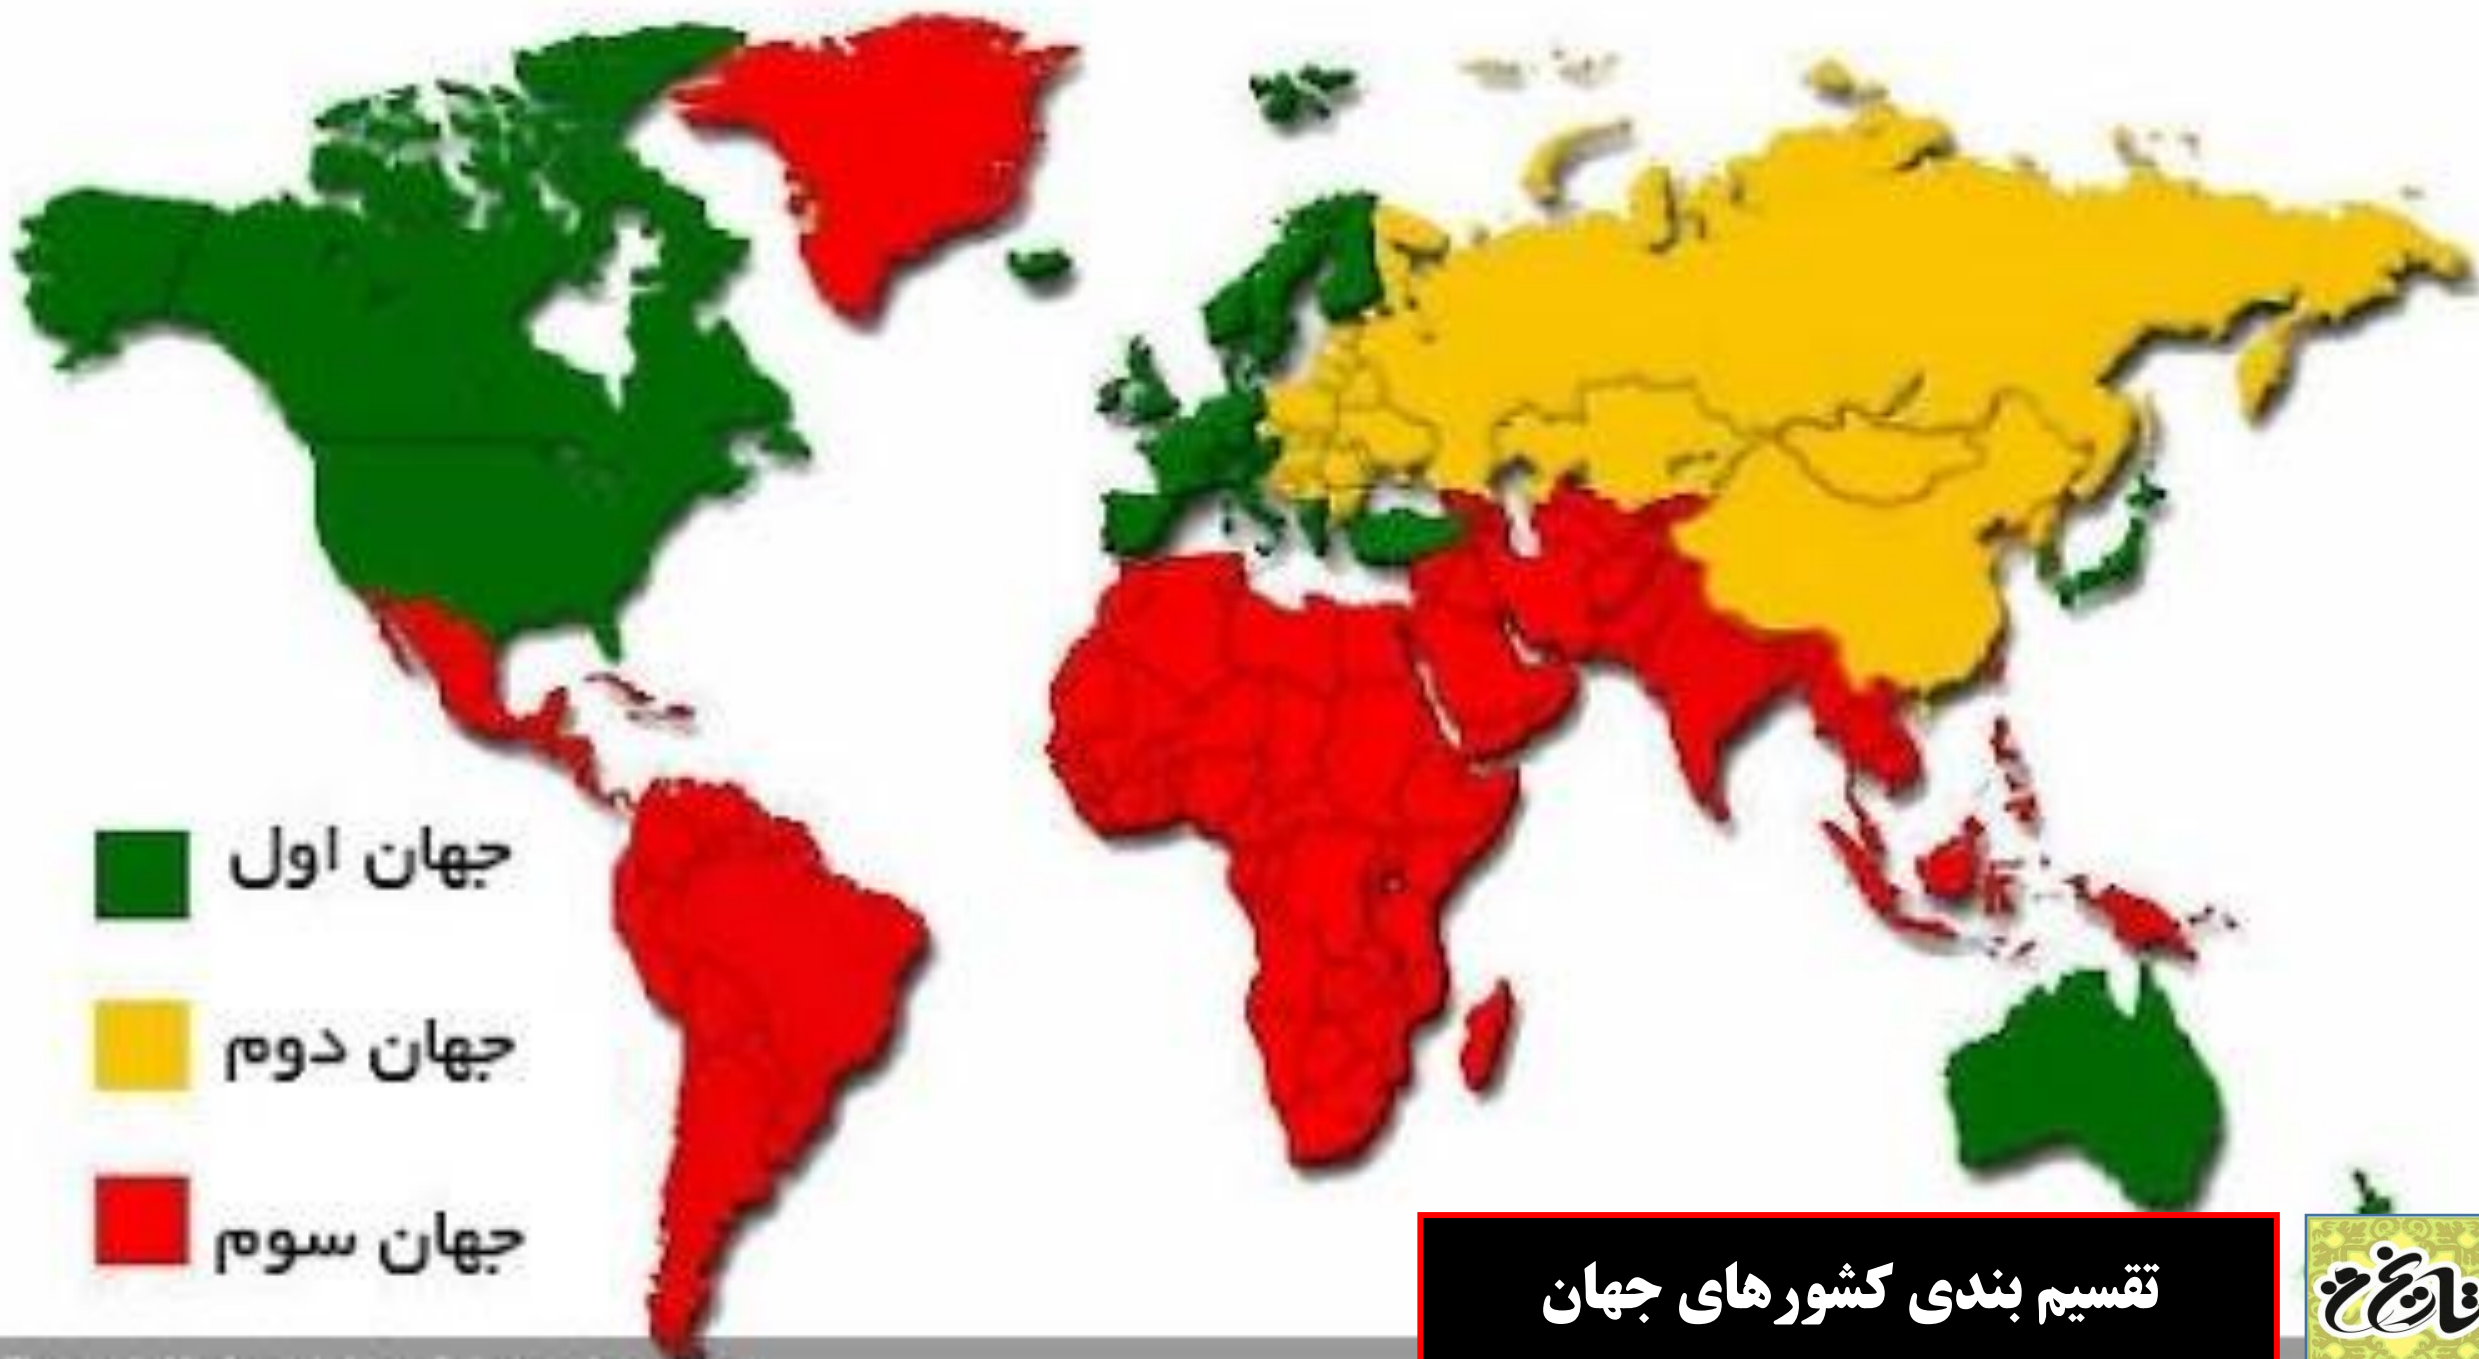 جهان اول
جهان دوم
جهان سوم
تقسیم بندی کشورهای جهان